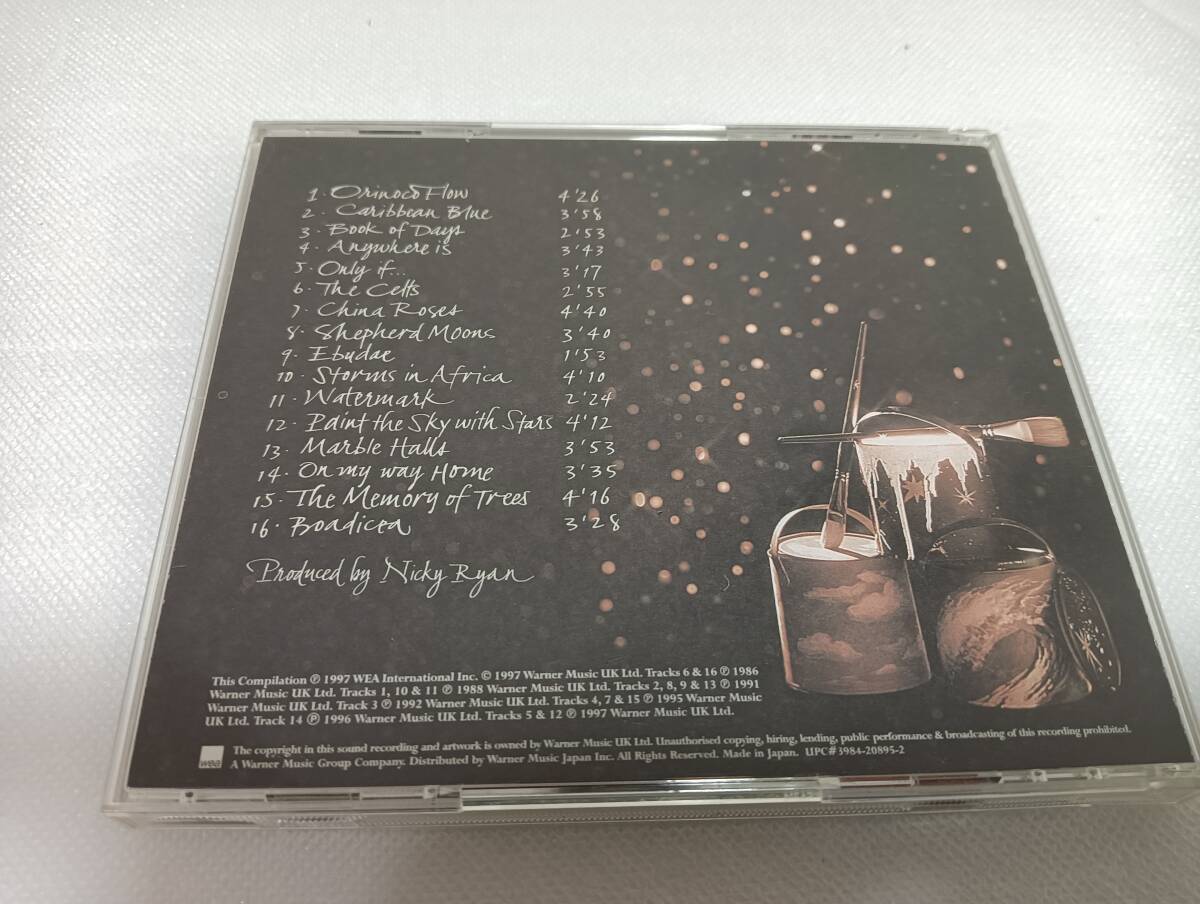 1. Orinoco Flow 4'26
2. Caribbean Blue 3'58
3. Book of Days 2'53
4. Anywhere is 3'43
5. Only if... 3'17
6. The Celts 2'55
7. China Roses 4'40
8. Shepherd Moons 3'40
9. Ebudae 1'53
10. Storms in Africa 4'10
11. Watermark 2'24
12. Paint the Sky with Stars 4'12
13. Marble Halls 3'53
14. On my way Home 3'35
15. The Memory of Trees 4'16
16. Boadicea 3'28
Produced by Nicky Ryan
This Compilation ℗ 1997 WEA International Inc. © 1997 Warner Music UK Ltd. Tracks 6 & 16 ℗ 1986
Warner Music UK Ltd. Tracks 1, 10 & 11 ℗ 1988 Warner Music UK Ltd. Tracks 2, 8, 9 & 13 ℗ 1991
Warner Music UK Ltd. Track 3 ℗ 1992 Warner Music UK Ltd. Tracks 4, 7 & 15 ℗ 1995 Warner Music
UK Ltd. Track 14 ℗ 1996 Warner Music UK Ltd. Tracks 5 & 12 ℗ 1997 Warner Music UK Ltd.
wea
The copyright in this sound recording and artwork is owned by Warner Music UK Ltd. Unauthorised copying, hiring, lending, public performance & broadcasting of this recording prohibited.
A Warner Music Group Company. Distributed by Warner Music Japan Inc. All Rights Reserved. Made in Japan. UPC#3984-20895-2